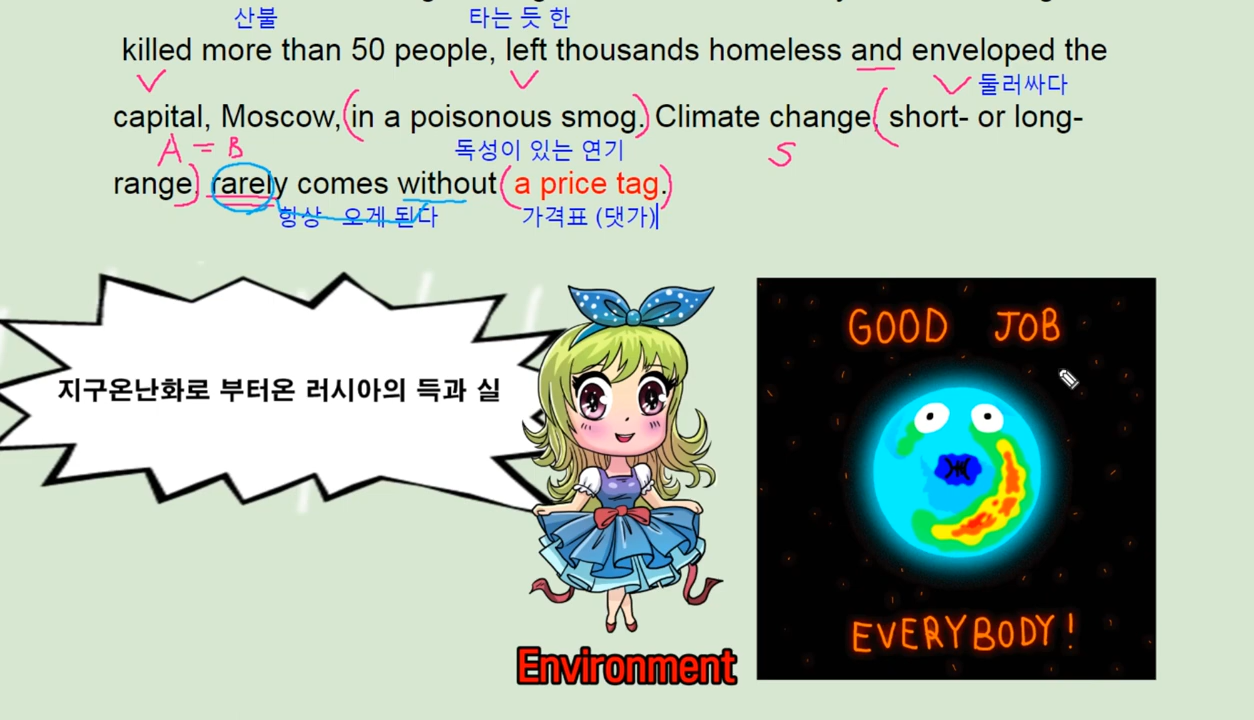 산불 타는 듯 한
killed more than 50 people, left thousands homeless and enveloped the
둘러싸다
capital, Moscow, (in a poisonous smog.) Climate change, (short- or long-
A = B 독성이 있는 연기 S
range) rarely comes without (a price tag.)
항상 오게 된다 가격표 (댓가)
지구온난화로 부터온 러시아의 득과 실
GOOD JOB
EVERYBODY!
Environment